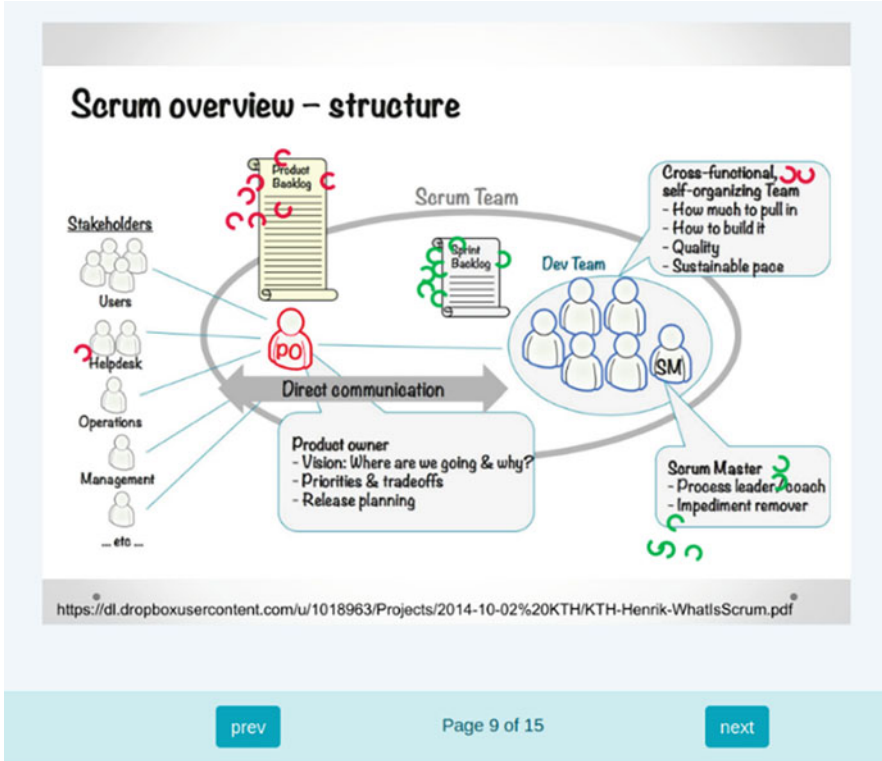 Scrum overview – structure
Product
Backlog
Scrum Team
Cross-functional,
self-organizing Team
- How much to pull in
- How to build it
- Quality
- Sustainable pace
Stakeholders
Sprint
Backlog
Dev Team
Users
PO
SM
Helpdesk
Direct communication
Operations
Product owner
- Vision: Where are we going & why?
- Priorities & tradeoffs
- Release planning
Management
Scrum Master
- Process leader/coach
- Impediment remover
... etc ...
https://dl.dropboxusercontent.com/u/1018963/Projects/2014-10-02%20KTH/KTH-Henrik-WhatIsScrum.pdf
prev
Page 9 of 15
next